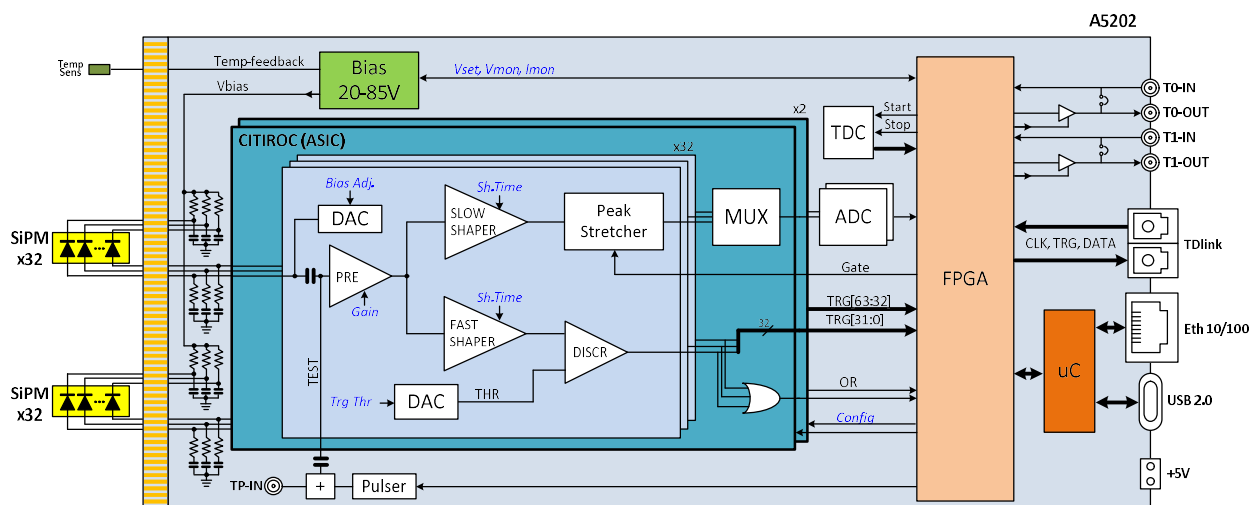 A5202
Temp
Sens
Temp-feedback
Vbias
Bias
20-85V
Vset, Vmon, Imon
x2
CITIROC (ASIC)
x32
TDC
Start
Stop
T0-IN
T0-OUT
T1-IN
T1-OUT
Bias Adj.
DAC
Sh.Time
SLOW
SHAPER
Peak
Stretcher
MUX
ADC
FPGA
SiPM
x32
PRE
Gain
Gate
CLK, TRG, DATA
TDlink
Sh.Time
FAST
SHAPER
DISCR
TRG[63:32]
TRG[31:0]
32
Eth 10/100
uC
TEST
SiPM
x32
Trg Thr
DAC
THR
OR
Config
USB 2.0
TP-IN
+
Pulser
+5V